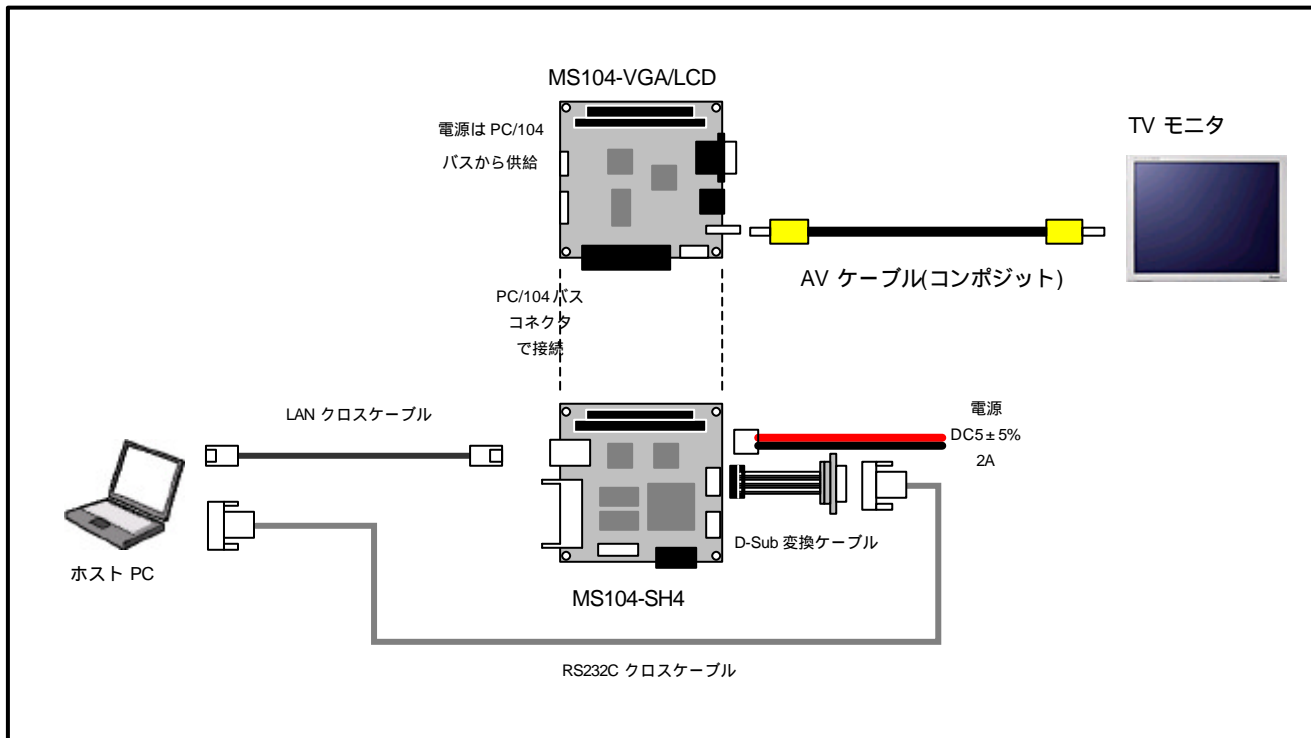 MS104-VGA/LCD
電源は PC/104
バスから供給
TV モニタ
AV ケーブル(コンポジット)
PC/104 バス
コネクタ
で接続
LAN クロスケーブル
電源
DC5±5%
2A
D-Sub 変換ケーブル
ホスト PC
MS104-SH4
RS232C クロスケーブル